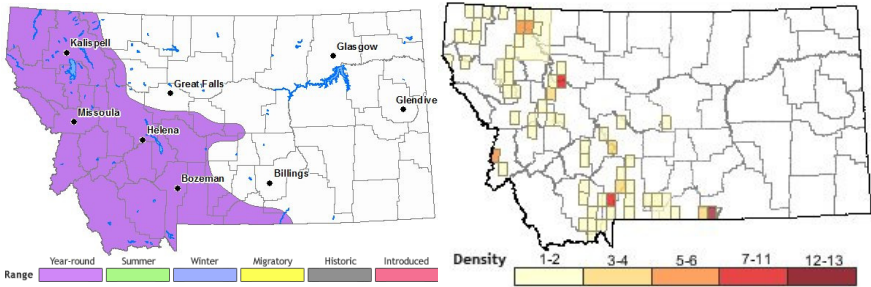 Kalispell
Glasgow
Great Falls
Glendive
Missoula
Helena
Bozeman
Billings
Range Year-round Summer Winter Migratory Historic Introduced
Density 1-2 3-4 5-6 7-11 12-13